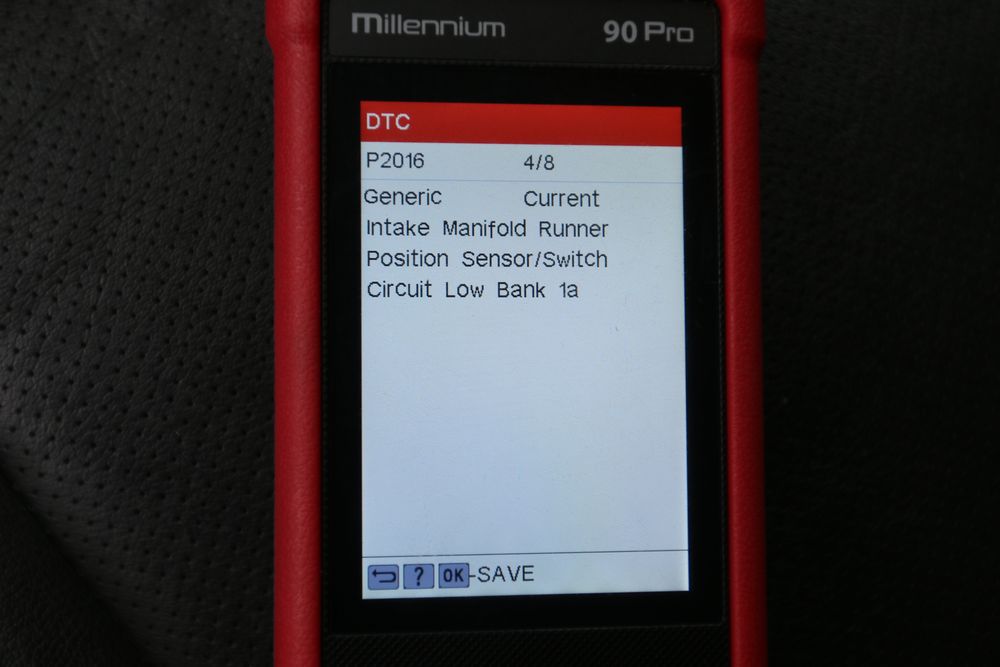 Millennium 90 Pro
DTC
P2016 4/8
Generic Current
Intake Manifold Runner
Position Sensor/Switch
Circuit Low Bank 1a
? OK-SAVE